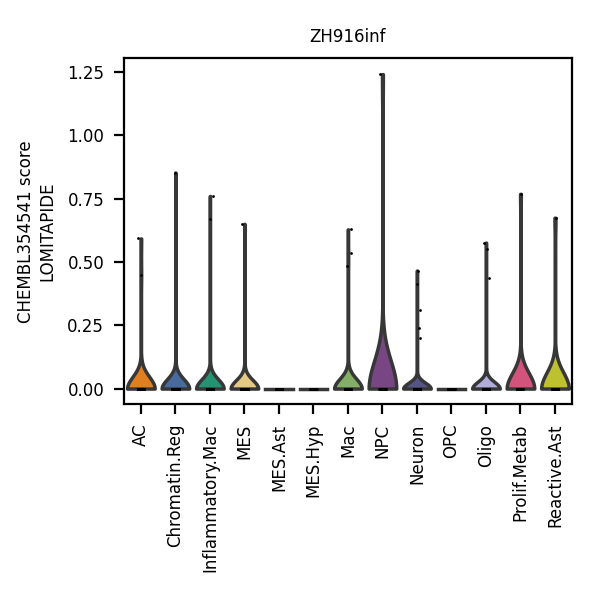 ZH916inf
CHEMBL354541 score
LOMITAPIDE
1.25
1.00
0.75
0.50
0.25
0.00
AC
Chromatin.Reg
Inflammatory.Mac
MES
MES.Ast
MES.Hyp
Mac
NPC
Neuron
OPC
Oligo
Prolif.Metab
Reactive.Ast